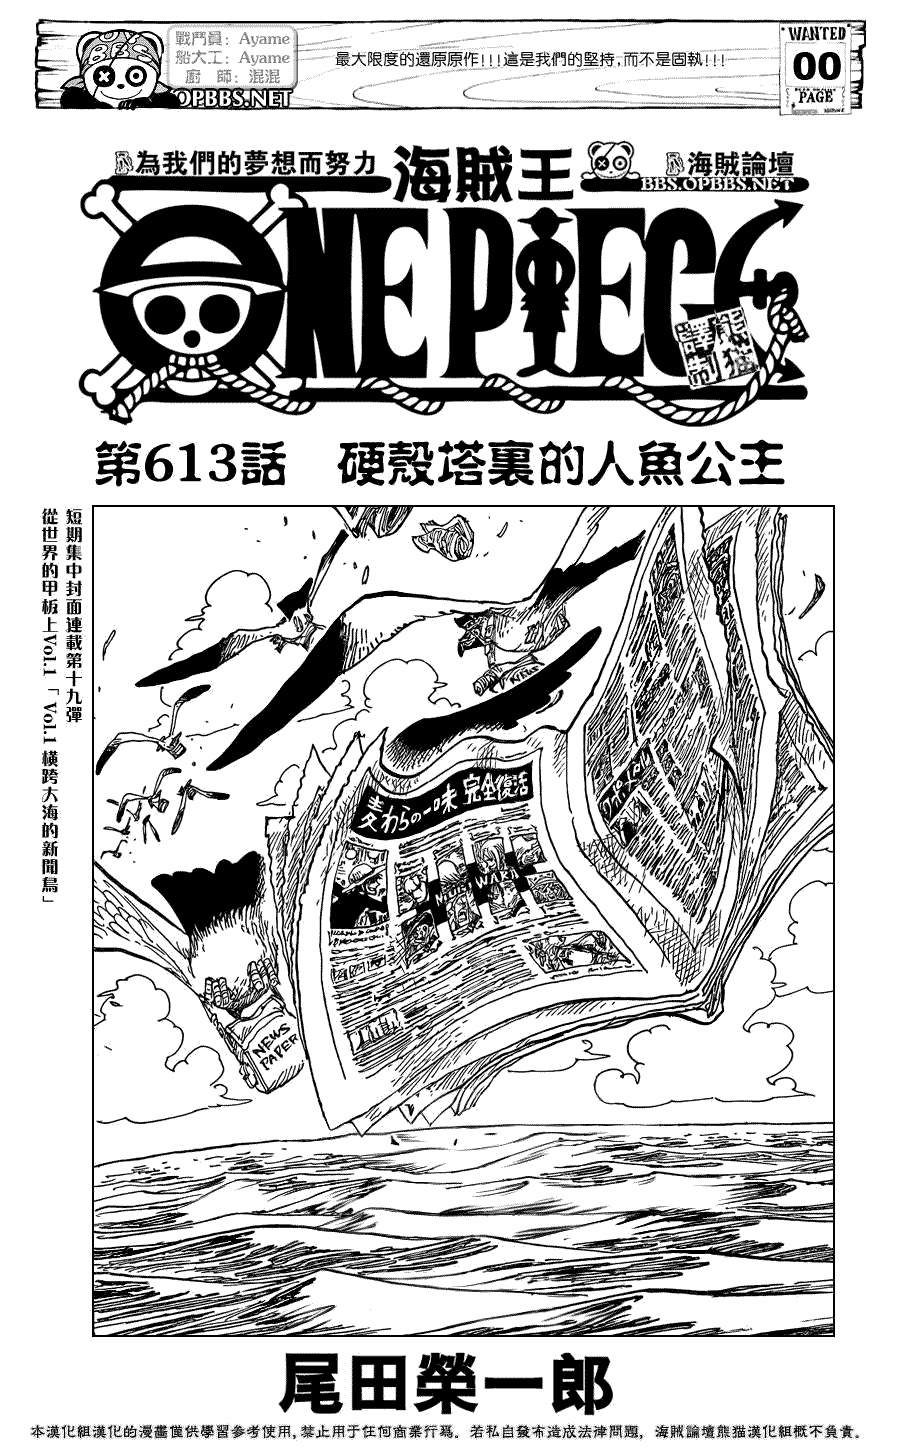 戰鬥員：Ayame
船大工：Ayame
廚　師：混混
OPBBS.NET
最大限度的還原原作!!!這是我們的堅持,而不是固執!!!
WANTED
00
PAGE
為我們的夢想而努力
海賊王
海賊論壇
BBS.OPBBS.NET
ONE PIECE
熊猫
譯制
第613話　硬殼塔裏的人魚公主
短期集中封面連載第十九彈
從世界的甲板上Vol.1「Vol.1 橫跨大海的新聞鳥」
NEWS
麦わらの一味 完全復活
NEWS
PAPER
尾田榮一郎
本漢化組漢化的漫畫僅供學習參考使用,禁止用于任何商業行爲。若私自發布造成法律問題，海賊論壇熊猫漢化組概不負責。